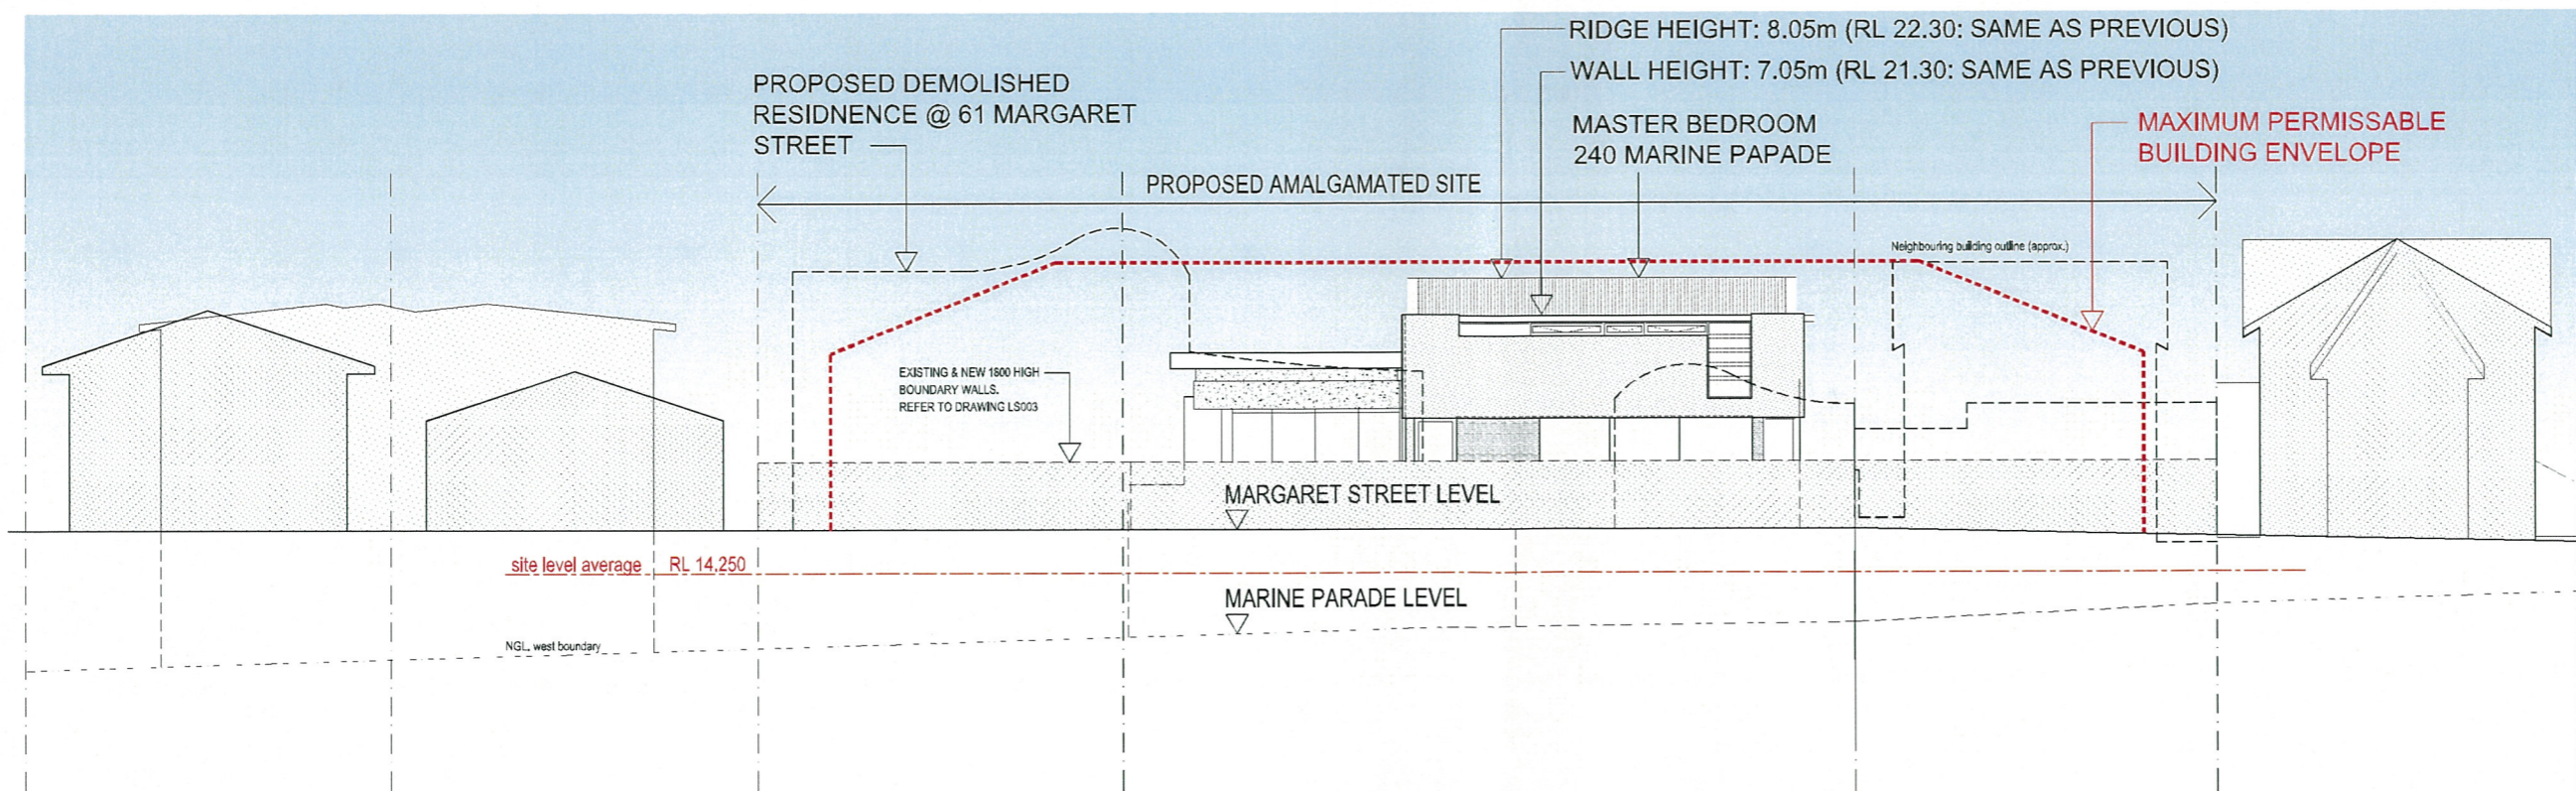 RIDGE HEIGHT: 8.05m (RL 22.30: SAME AS PREVIOUS)
WALL HEIGHT: 7.05m (RL 21.30: SAME AS PREVIOUS)
PROPOSED DEMOLISHED
RESIDNENCE @ 61 MARGARET
STREET
MASTER BEDROOM
240 MARINE PAPADE
MAXIMUM PERMISSABLE
BUILDING ENVELOPE
PROPOSED AMALGAMATED SITE
Neighbouring building outline (approx.)
EXISTING & NEW 1800 HIGH
BOUNDARY WALLS.
REFER TO DRAWING LS003
MARGARET STREET LEVEL
site level average RL 14.250
MARINE PARADE LEVEL
NGL, west boundary